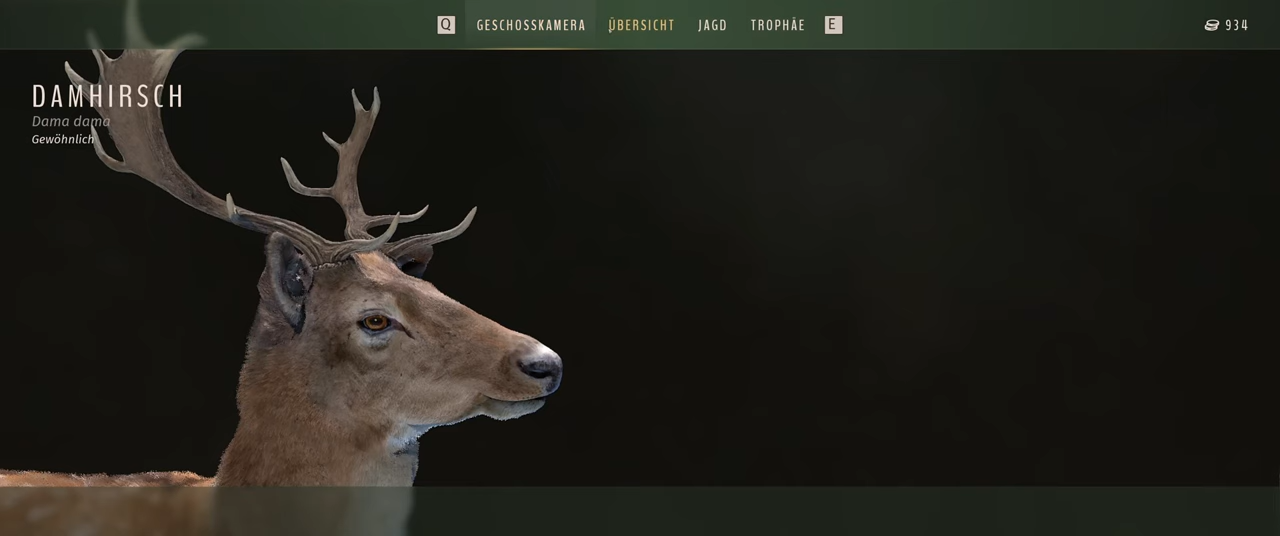 Q GESCHOSSKAMERA ÜBERSICHT JAGD TROPHÄE E 934
DAMHIRSCH
Dama dama
Gewöhnlich